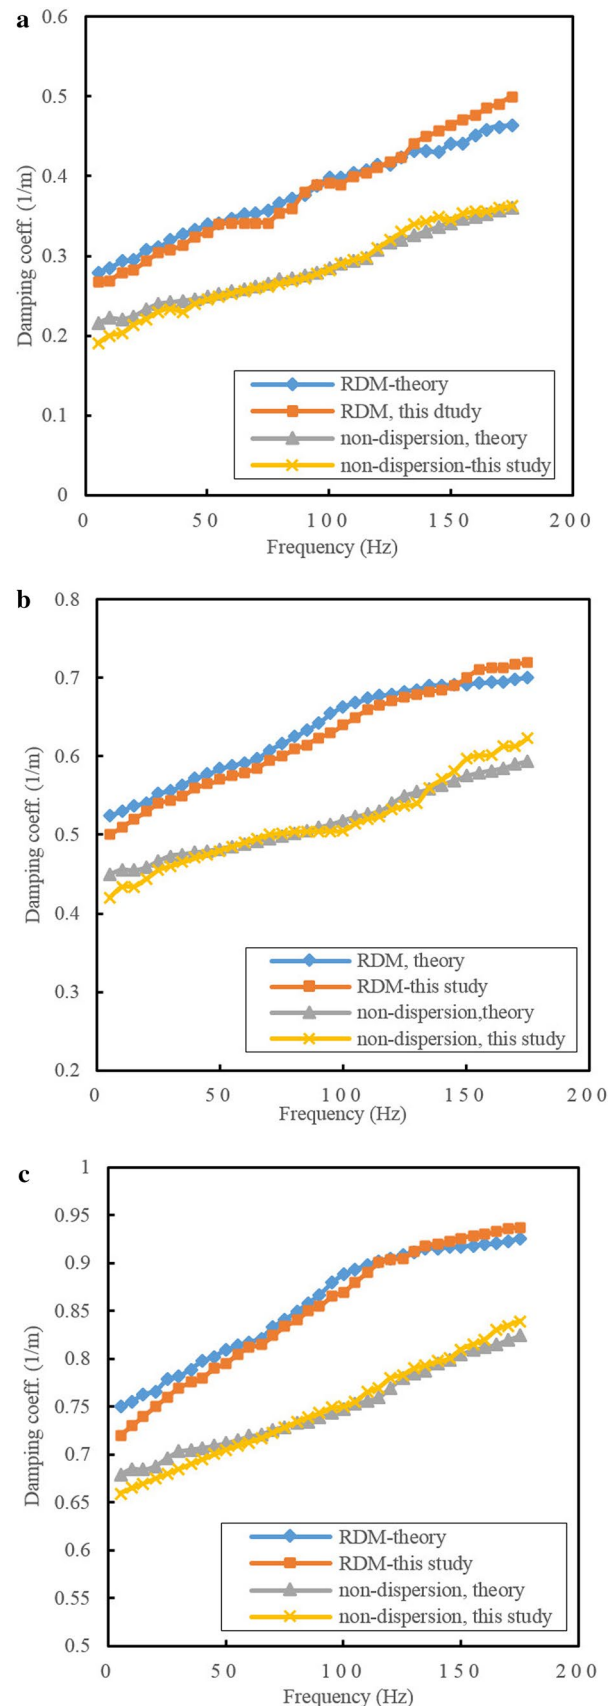 a
0.6
0.5
0.4
0.3
0.2
0.1
0
Damping coeff. (1/m)
RDM-theory
RDM, this dtudy
non-dispersion, theory
non-dispersion-this study
0 50 100 150 200
Frequency (Hz)
b
0.8
0.7
0.6
0.5
0.4
0.3
0.2
Damping coeff. (1/m)
RDM, theory
RDM-this study
non-dispersion,theory
non-dispersion, this study
0 50 100 150 200
Frequency (Hz)
c
1
0.95
0.9
0.85
0.8
0.75
0.7
0.65
0.6
0.55
0.5
Damping coeff. (1/m)
RDM-theory
RDM-this study
non-dispersion, theory
non-dispersion, this study
0 50 100 150 200
Frequency (Hz)